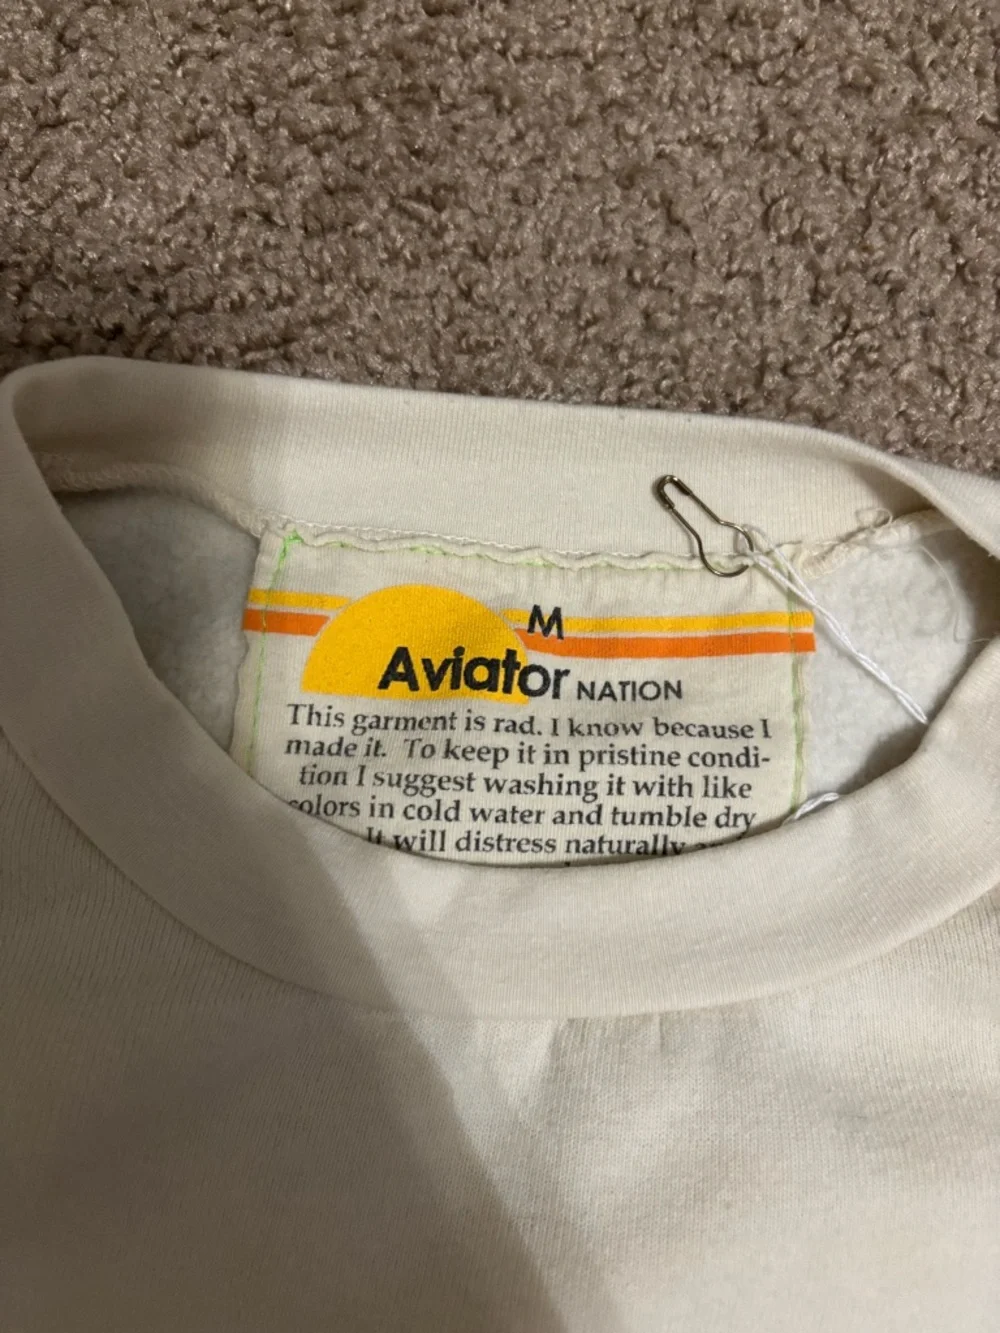 M
Aviator NATION
This garment is rad. I know because I
made it. To keep it in pristine condi-
tion I suggest washing it with like
colors in cold water and tumble dry
It will distress naturally